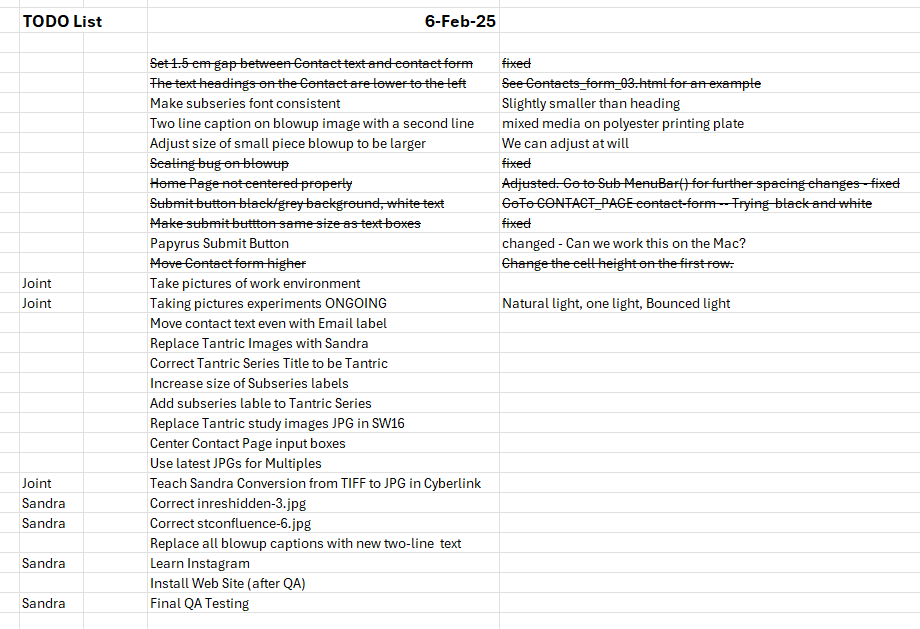 TODO List 6-Feb-25
Set 1.5 cm gap between Contact text and contact form fixed
The text headings on the Contact are lower to the left See Contacts_form_03.html for an example
Make subseries font consistent Slightly smaller than heading
Two line caption on blowup image with a second line mixed media on polyester printing plate
Adjust size of small piece blowup to be larger We can adjust at will
Scaling bug on blowup fixed
Home Page not centered properly Adjusted. Go to Sub MenuBar() for further spacing changes - fixed
Submit button black/grey background, white text GoTo CONTACT_PAGE contact-form -- Trying black and white
Make submit buttton same size as text boxes fixed
Papyrus Submit Button changed - Can we work this on the Mac?
Move Contact form higher Change the cell height on the first row.
Joint Take pictures of work environment
Joint Taking pictures experiments ONGOING Natural light, one light, Bounced light
Move contact text even with Email label
Replace Tantric Images with Sandra
Correct Tantric Series Title to be Tantric
Increase size of Subseries labels
Add subseries lable to Tantric Series
Replace Tantric study images JPG in SW16
Center Contact Page input boxes
Use latest JPGs for Multiples
Joint Teach Sandra Conversion from TIFF to JPG in Cyberlink
Sandra Correct inreshidden-3.jpg
Sandra Correct stconfluence-6.jpg
Replace all blowup captions with new two-line text
Sandra Learn Instagram
Install Web Site (after QA)
Sandra Final QA Testing